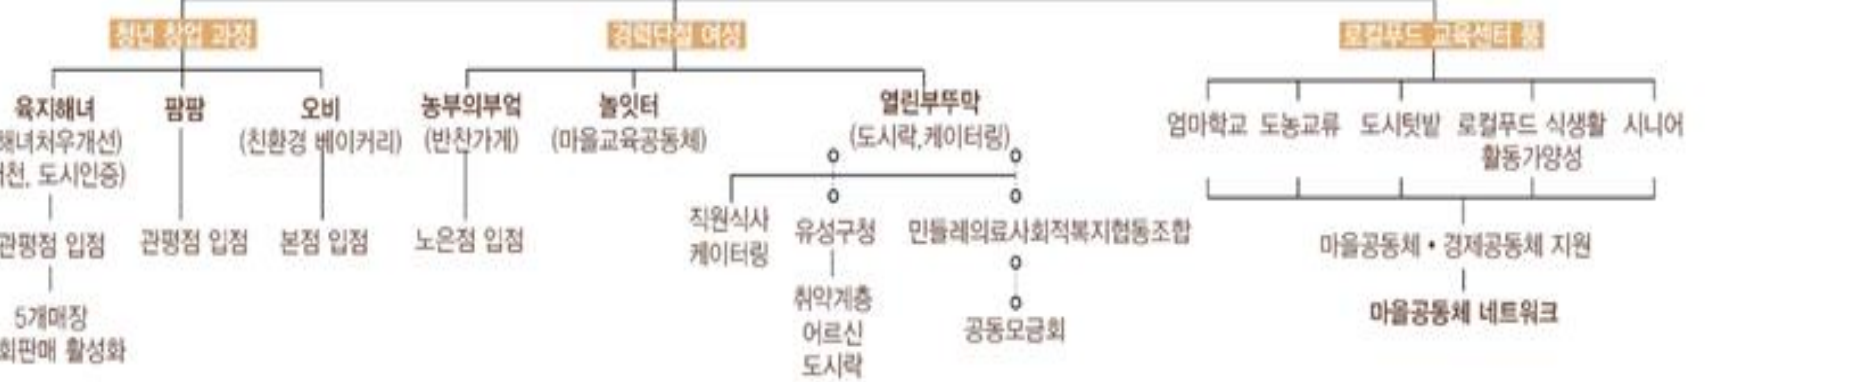 청년 창업 과정
경력단절 여성
로컬푸드 교육센터 품
육지해녀
해녀처우개선)
천, 도시인증)
관평점 입점
5개매장
회판매 활성화
팜팜
관평점 입점
오비
(친환경 베이커리)
본점 입점
농부의부엌
(반찬가게)
노은점 입점
놀잇터
(마을교육공동체)
열린부뚜막
(도시락,케이터링)
직원식사
케이터링
유성구청
취약계층
어르신
도시락
민들레의료사회적복지협동조합
공동모금회
엄마학교
도농교류
도시텃밭
로컬푸드 식생활
활동가양성
시니어
마을공동체 • 경제공동체 지원
마을공동체 네트워크